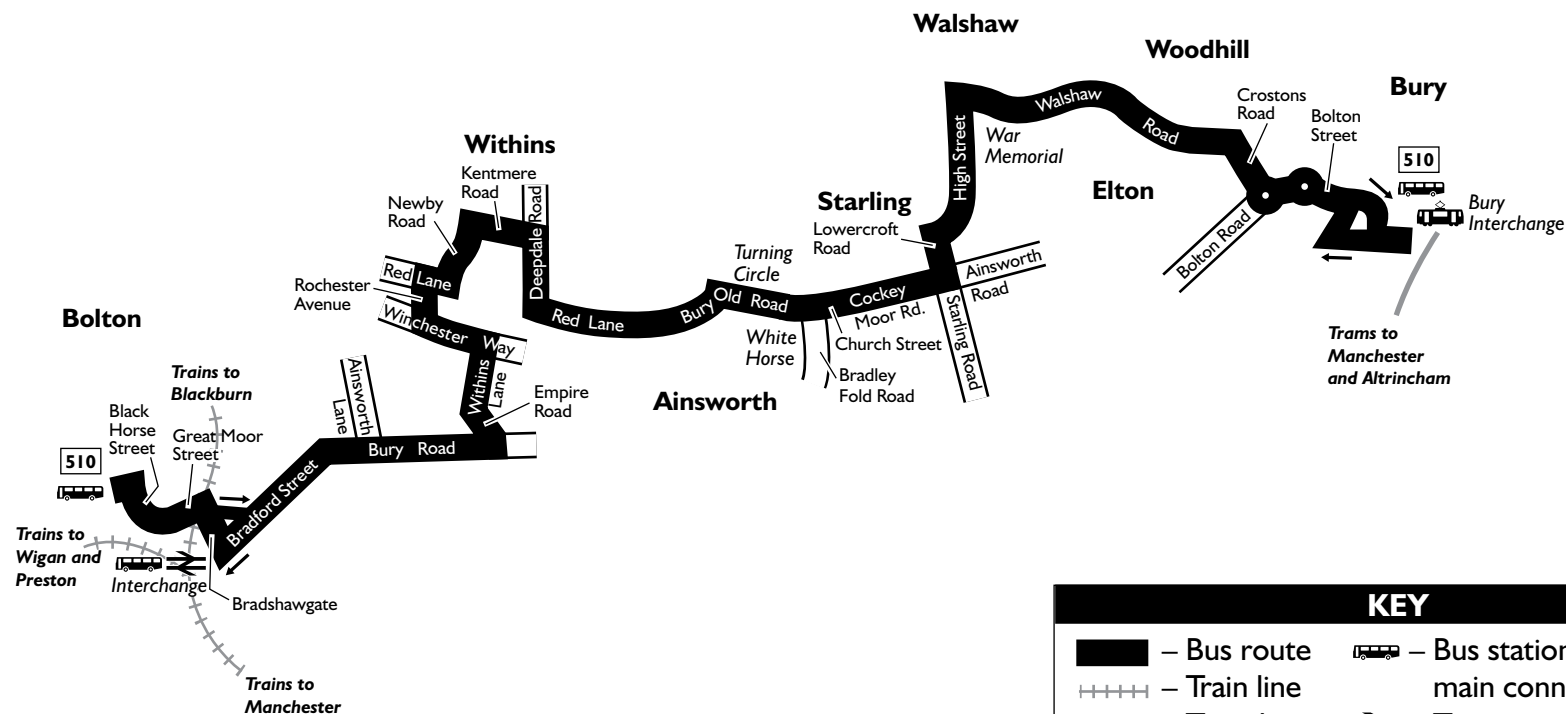 Walshaw
Woodhill
Bury
Crostons
Road
Bolton
Street
510
Bury
Interchange
Walshaw
Road
War
Memorial
High Street
Elton
Bolton Road
Withins
Kentmere
Road
Newby
Road
Deepdale Road
Starling
Lowercroft
Road
Red Lane
Rochester
Avenue
Winchester Way
Turning
Circle
Ainsworth
Road
Red Lane
Bury Old Road
Cockey
Moor Rd.
White
Horse
Church Street
Bradley
Fold Road
Starling Road
Trams to
Manchester
and Altrincham
Bolton
Trains to
Blackburn
Ainsworth
Lane
Withins
Lane
Empire
Road
Ainsworth
Black
Horse
Street
Great Moor
Street
510
Bury Road
Bradford Street
Trains to
Wigan and
Preston
Interchange
Bradshawgate
Trains to
Manchester
KEY
– Bus route
– Bus station
– Train line
main conn